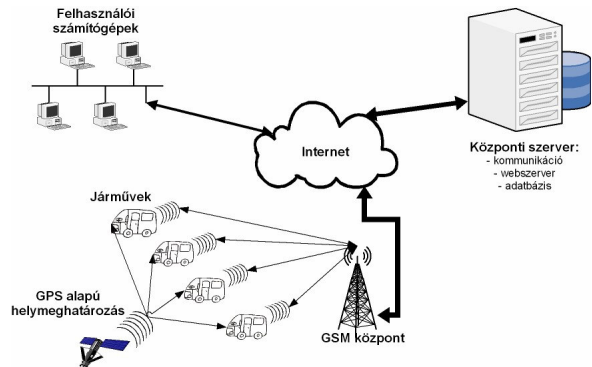 Felhasználói
számítógépek
Internet
Központi szerver:
- kommunikáció
- webszerver
- adatbázis
Járművek
GPS alapú
helymeghatározás
GSM központ